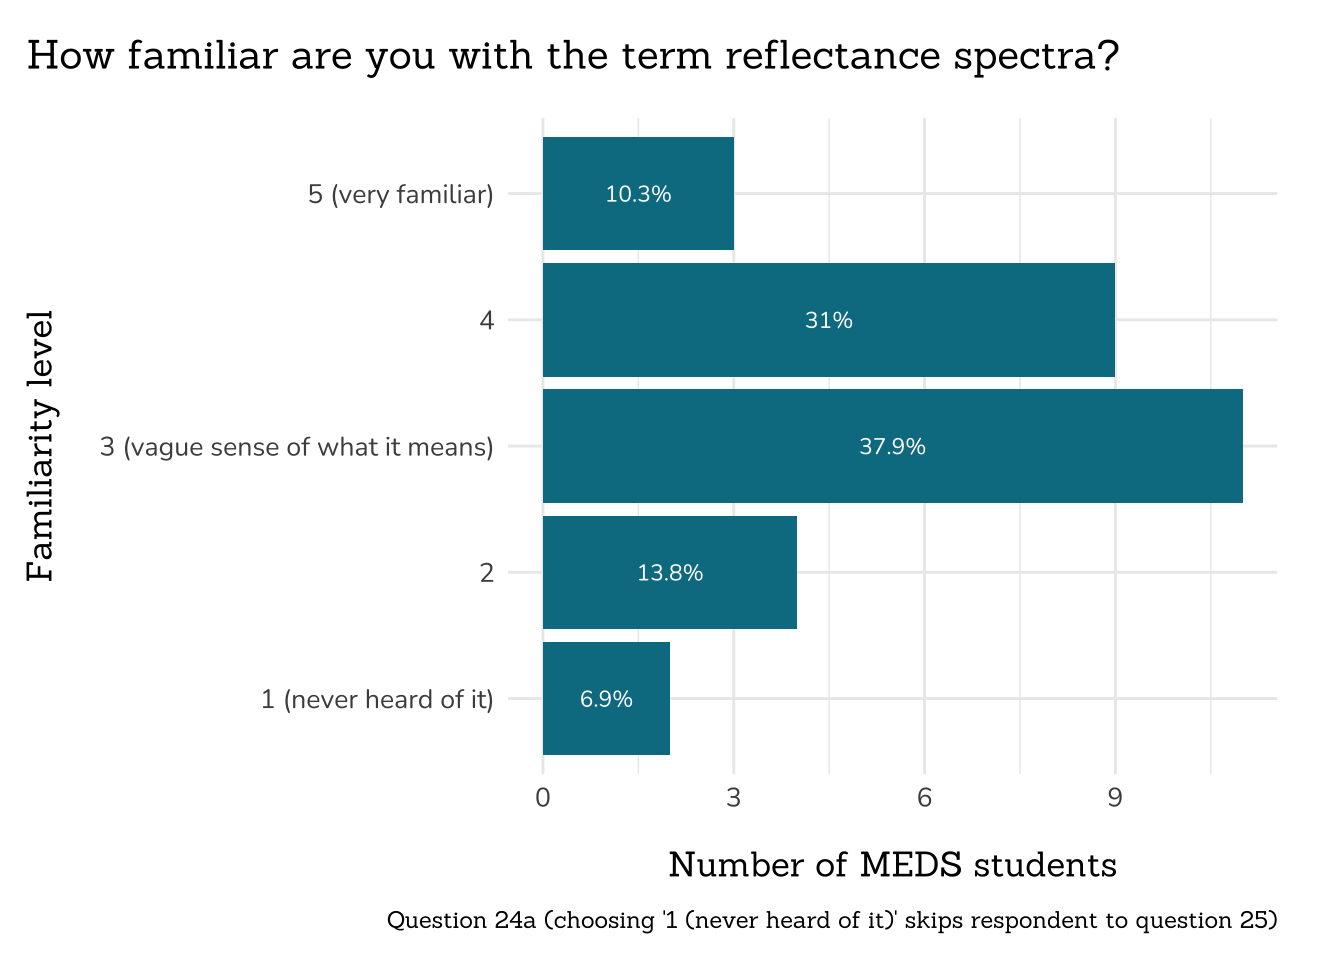 How familiar are you with the term reflectance spectra?
5 (very familiar)
10.3%
4
31%
3 (vague sense of what it means)
37.9%
2
13.8%
1 (never heard of it)
6.9%
Familiarity level
0 3 6 9
Number of MEDS students
Question 24a (choosing '1 (never heard of it)' skips respondent to question 25)